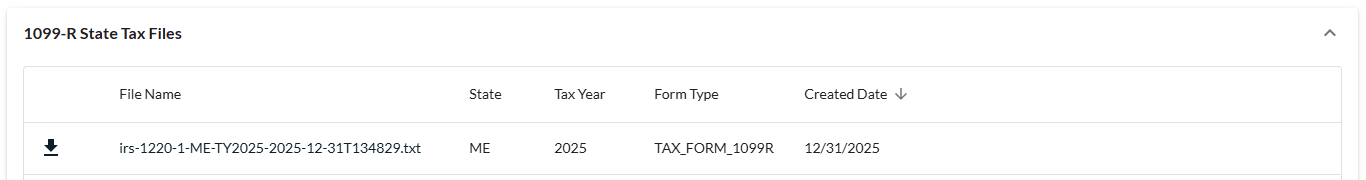 1099-R State Tax Files
File Name State Tax Year Form Type Created Date
irs-1220-1-ME-TY2025-2025-12-31T134829.txt ME 2025 TAX_FORM_1099R 12/31/2025